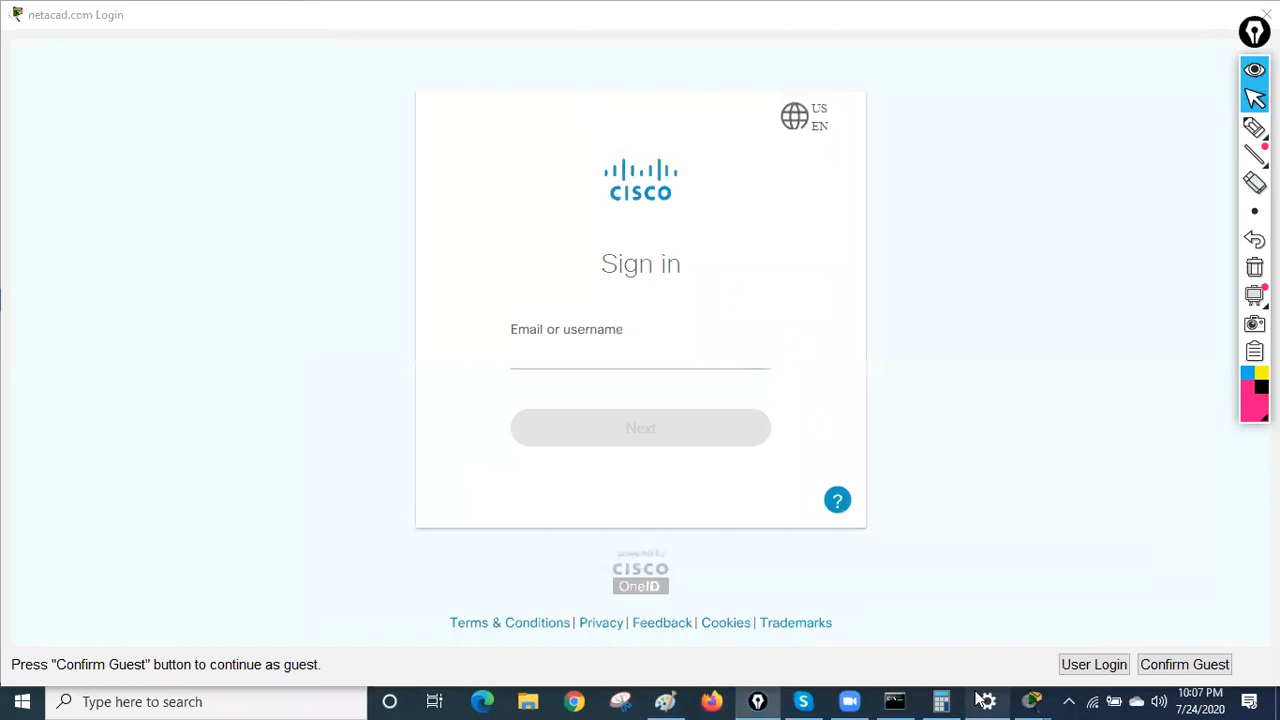 netacad.com Login
US
EN
CISCO
Sign in
Email or username
Next
?
powered by
CISCO
OneID
Terms & Conditions | Privacy | Feedback | Cookies | Trademarks
Press "Confirm Guest" button to continue as guest.
User Login
Confirm Guest
Type here to search
10:07 PM
7/24/2020